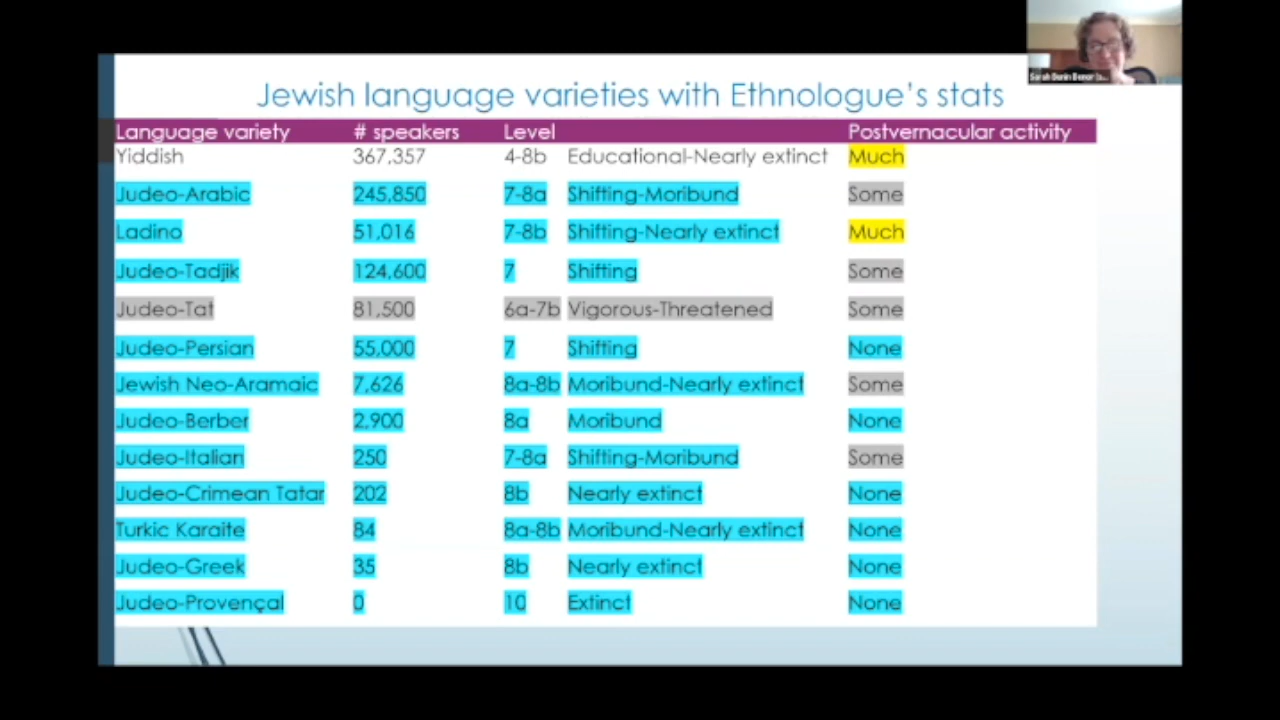 Sarah Bunin Benor
Jewish language varieties with Ethnologue's stats
Language variety # speakers Level Postvernacular activity
Yiddish 367,357 4-8b Educational-Nearly extinct Much
Judeo-Arabic 245,850 7-8a Shifting-Moribund Some
Ladino 51,016 7-8b Shifting-Nearly extinct Much
Judeo-Tadjik 124,600 7 Shifting Some
Judeo-Tat 81,500 6a-7b Vigorous-Threatened Some
Judeo-Persian 55,000 7 Shifting None
Jewish Neo-Aramaic 7,626 8a-8b Moribund-Nearly extinct Some
Judeo-Berber 2,900 8a Moribund None
Judeo-Italian 250 7-8a Shifting-Moribund Some
Judeo-Crimean Tatar 202 8b Nearly extinct None
Turkic Karaite 84 8a-8b Moribund-Nearly extinct None
Judeo-Greek 35 8b Nearly extinct None
Judeo-Provençal 0 10 Extinct None